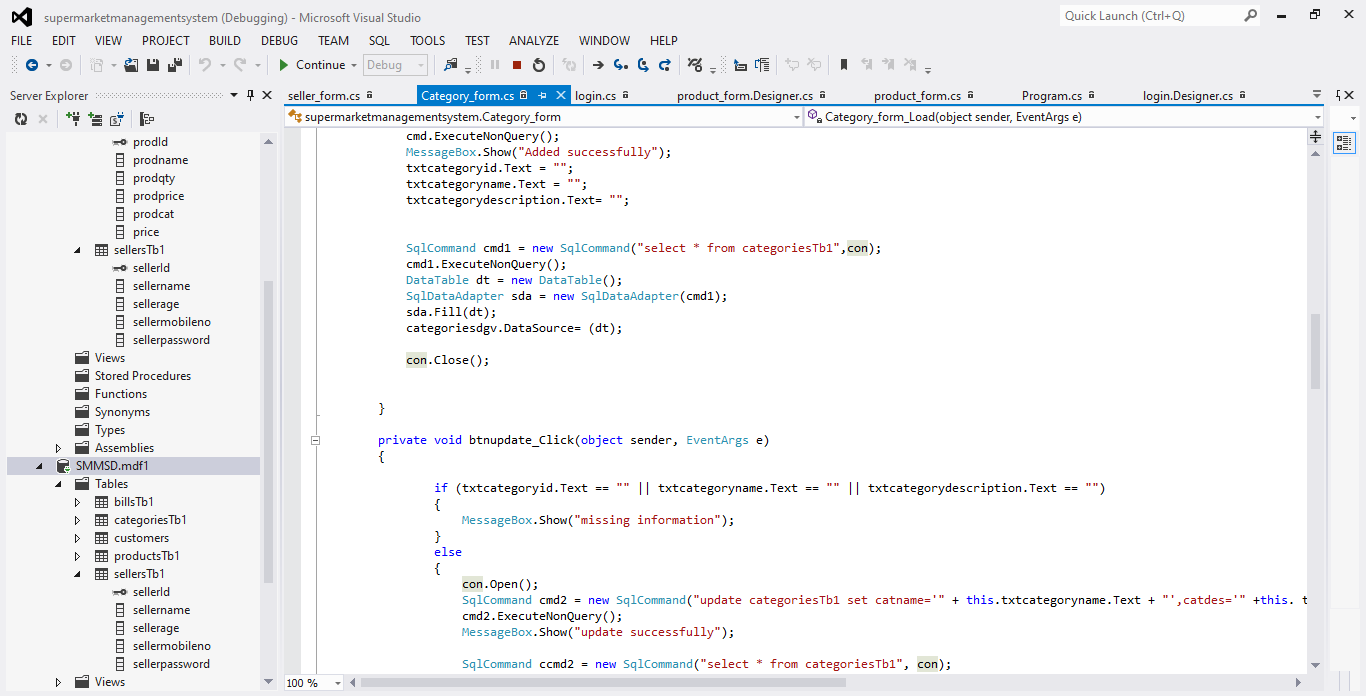 supermarketmanagementsystem (Debugging) - Microsoft Visual Studio
Quick Launch (Ctrl+Q)
FILE EDIT VIEW PROJECT BUILD DEBUG TEAM SQL TOOLS TEST ANALYZE WINDOW HELP
Continue Debug
Server Explorer
seller_form.cs Category_form.cs login.cs product_form.Designer.cs product_form.cs Program.cs login.Designer.cs
supermarketmanagementsystem.Category_form Category_form_Load(object sender, EventArgs e)
prodId
prodname
prodqty
prodprice
prodcat
price
sellersTb1
sellerId
sellername
sellerage
sellermobileno
sellerpassword
Views
Stored Procedures
Functions
Synonyms
Types
Assemblies
SMMSD.mdf1
Tables
billsTb1
categoriesTb1
customers
productsTb1
sellersTb1
sellerId
sellername
sellerage
sellermobileno
sellerpassword
Views
cmd.ExecuteNonQuery();
MessageBox.Show("Added successfully");
txtcategoryid.Text = "";
txtcategoryname.Text = "";
txtcategorydescription.Text= "";
SqlCommand cmd1 = new SqlCommand("select * from categoriesTb1",con);
cmd1.ExecuteNonQuery();
DataTable dt = new DataTable();
SqlDataAdapter sda = new SqlDataAdapter(cmd1);
sda.Fill(dt);
categoriesdgv.DataSource= (dt);
con.Close();
}
private void btnupdate_Click(object sender, EventArgs e)
{
if (txtcategoryid.Text == "" || txtcategoryname.Text == "" || txtcategorydescription.Text == "")
{
MessageBox.Show("missing information");
}
else
{
con.Open();
SqlCommand cmd2 = new SqlCommand("update categoriesTb1 set catname='" + this.txtcategoryname.Text + "',catdes='" +this. t
cmd2.ExecuteNonQuery();
MessageBox.Show("update successfully");
SqlCommand ccmd2 = new SqlCommand("select * from categoriesTb1", con);
100 %